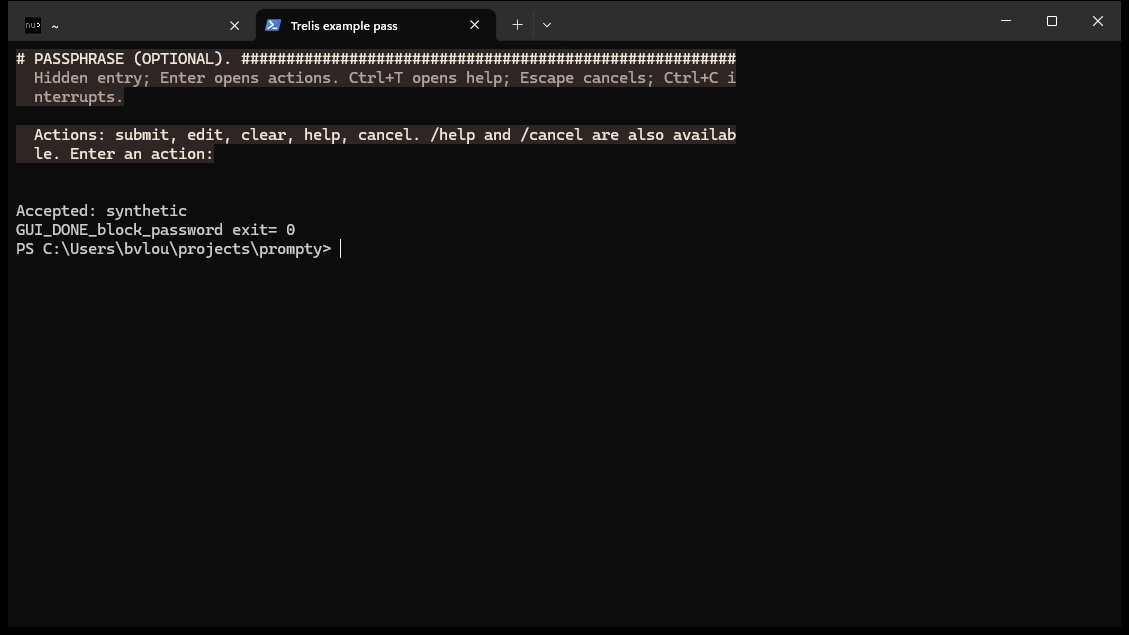 nu> ~
Trelis example pass
# PASSPHRASE (OPTIONAL). #######################################################
Hidden entry; Enter opens actions. Ctrl+T opens help; Escape cancels; Ctrl+C i
nterrupts.
Actions: submit, edit, clear, help, cancel. /help and /cancel are also availab
le. Enter an action:
Accepted: synthetic
GUI_DONE_block_password exit= 0
PS C:\Users\bvlou\projects\prompty>